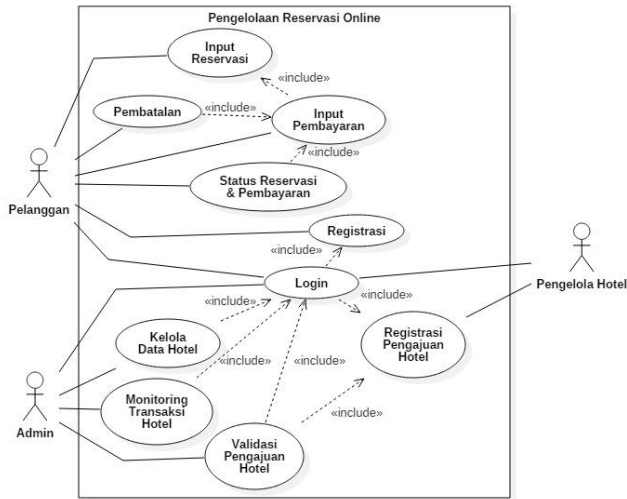 Pengelolaan Reservasi Online
Input
Reservasi
«include»
Pembatalan
«include»
Input
Pembayaran
«include»
Status Reservasi
& Pembayaran
Pelanggan
Registrasi
«include»
Login
Pengelola Hotel
«include»
«include»
Kelola
Data Hotel
Registrasi
Pengajuan
Hotel
«include»
«include»
Admin
Monitoring
Transaksi
Hotel
«include»
Validasi
Pengajuan
Hotel